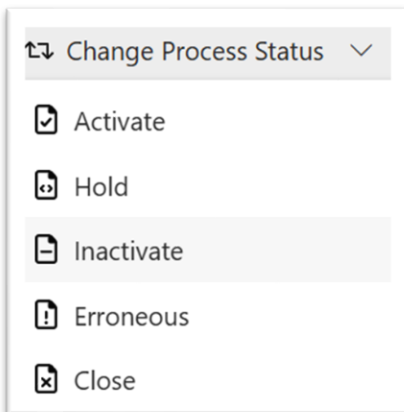 Change Process Status
Activate
Hold
Inactivate
Erroneous
Close